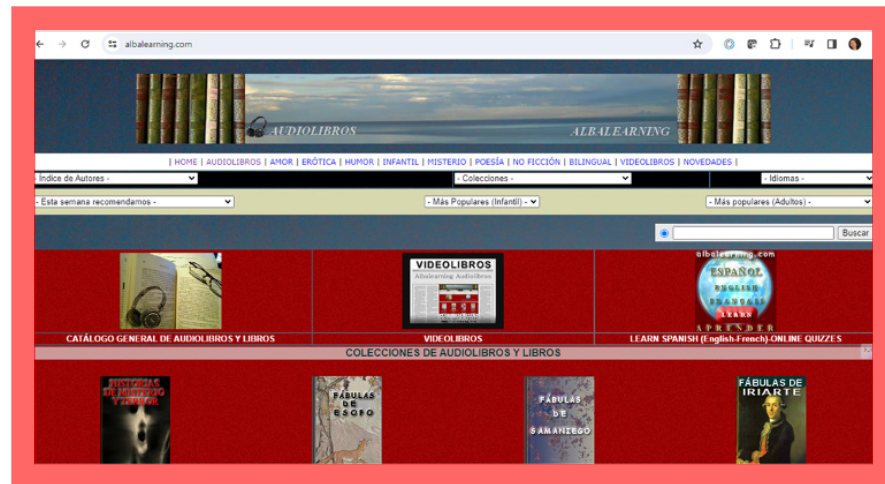 albalearning.com
AUDIOLIBROS ALBALEARNING
| HOME | AUDIOLIBROS | AMOR | ERÓTICA | HUMOR | INFANTIL | MISTERIO | POESÍA | NO FICCIÓN | BILINGUAL | VIDEOLIBROS | NOVEDADES |
- Indice de Autores - - Colecciones - - Idiomas -
- Esta semana recomendamos - - Más Populares (Infantil) - - Más populares (Adultos) -
Buscar
VIDEOLIBROS
Albalearning Audiolibros
albalearning.com
ESPAÑOL
ENGLISH
FRANÇAIS
LEARN
APRENDER
CATÁLOGO GENERAL DE AUDIOLIBROS Y LIBROS VIDEOLIBROS LEARN SPANISH (English-French)-ONLINE QUIZZES
COLECCIONES DE AUDIOLIBROS Y LIBROS
HISTORIAS
DE MISTERIO
Y TERROR
FÁBULAS
DE
ESOPO
FÁBULAS
DE
SAMANIEGO
FÁBULAS DE
IRIARTE